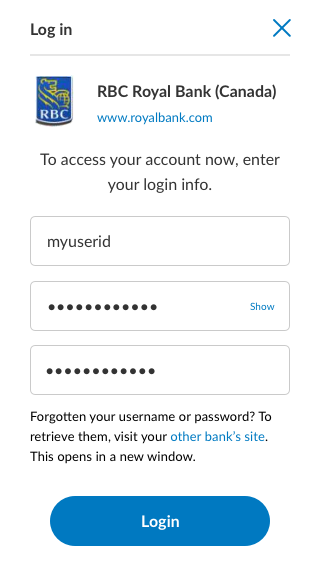 Log in
RBC
RBC Royal Bank (Canada)
www.royalbank.com
To access your account now, enter
your login info.
myuserid
•••••••••••• Show
••••••••••••
Forgotten your username or password? To
retrieve them, visit your other bank's site.
This opens in a new window.
Login